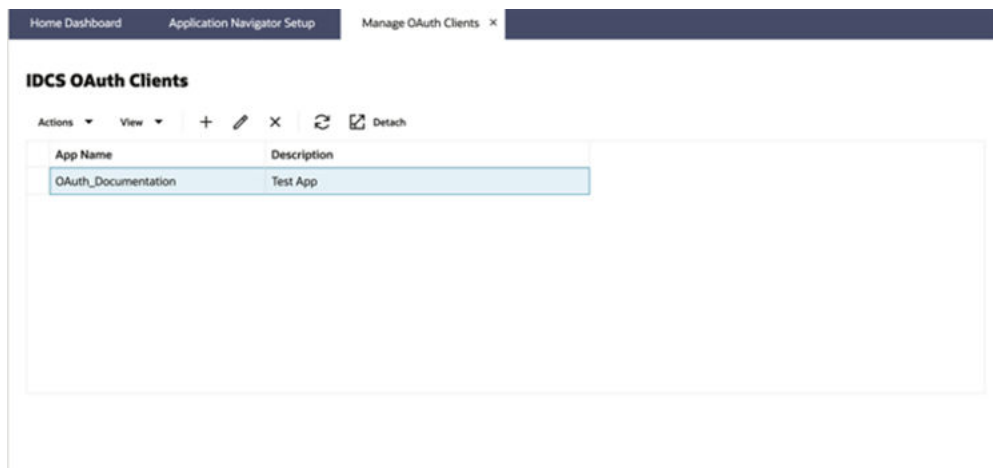 Home Dashboard Application Navigator Setup Manage OAuth Clients ×
IDCS OAuth Clients
Actions View Detach
App Name Description
OAuth_Documentation Test App